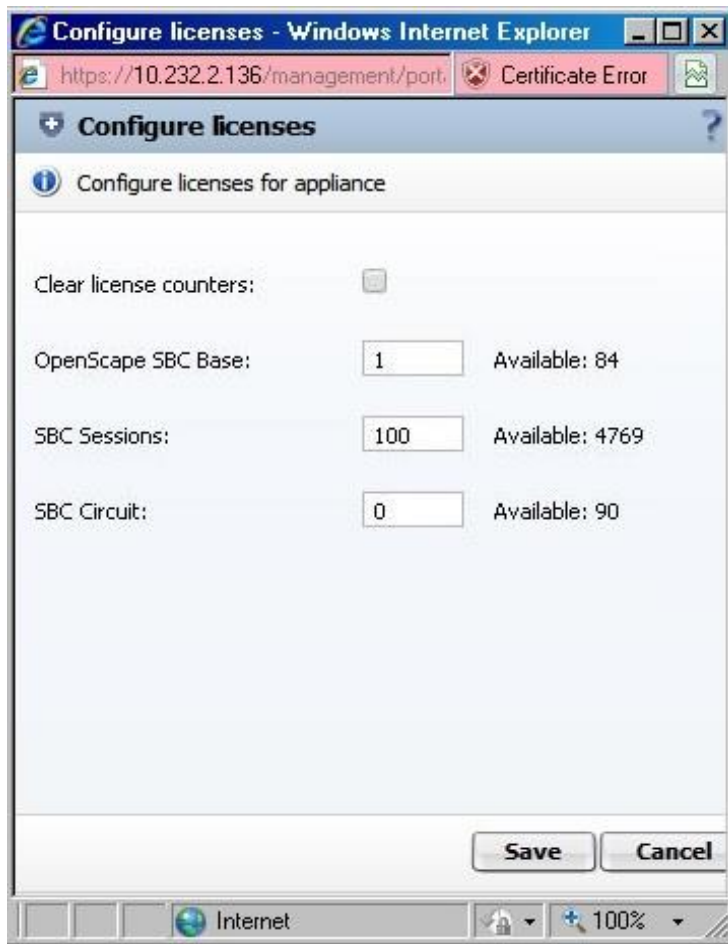 Configure licenses - Windows Internet Explorer
https://10.232.2.136/management/port Certificate Error
Configure licenses ?
Configure licenses for appliance
Clear license counters:
OpenScape SBC Base: 1 Available: 84
SBC Sessions: 100 Available: 4769
SBC Circuit: 0 Available: 90
Save Cancel
Internet 100%